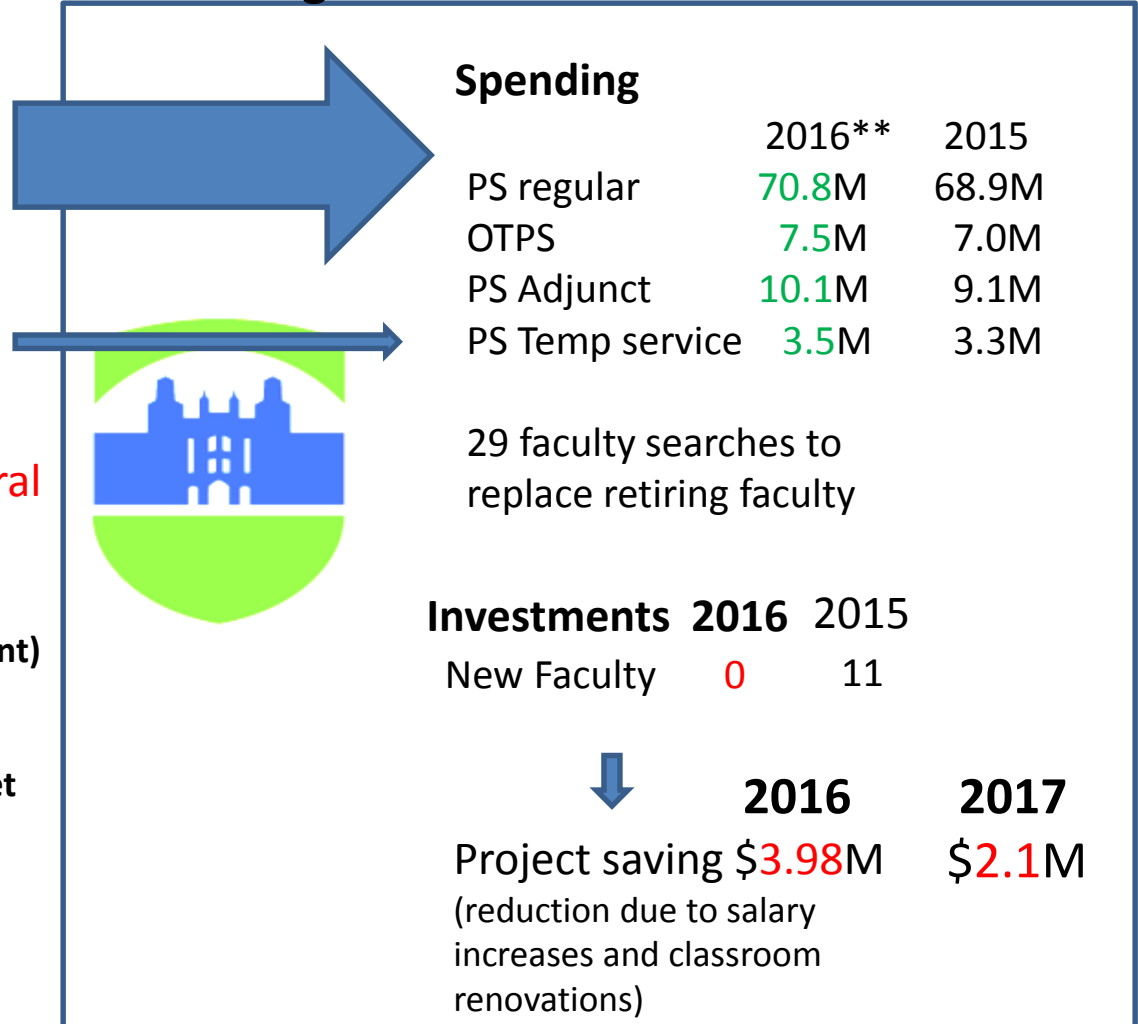 Spending
2016** 2015
PS regular 70.8M 68.9M
OTPS 7.5M 7.0M
PS Adjunct 10.1M 9.1M
PS Temp service 3.5M 3.3M
29 faculty searches to
ral
replace retiring faculty
Investments 2016 2015
nt)
New Faculty 0 11
et
2016 2017
Project saving $3.98M $2.1M
(reduction due to salary
increases and classroom
renovations)